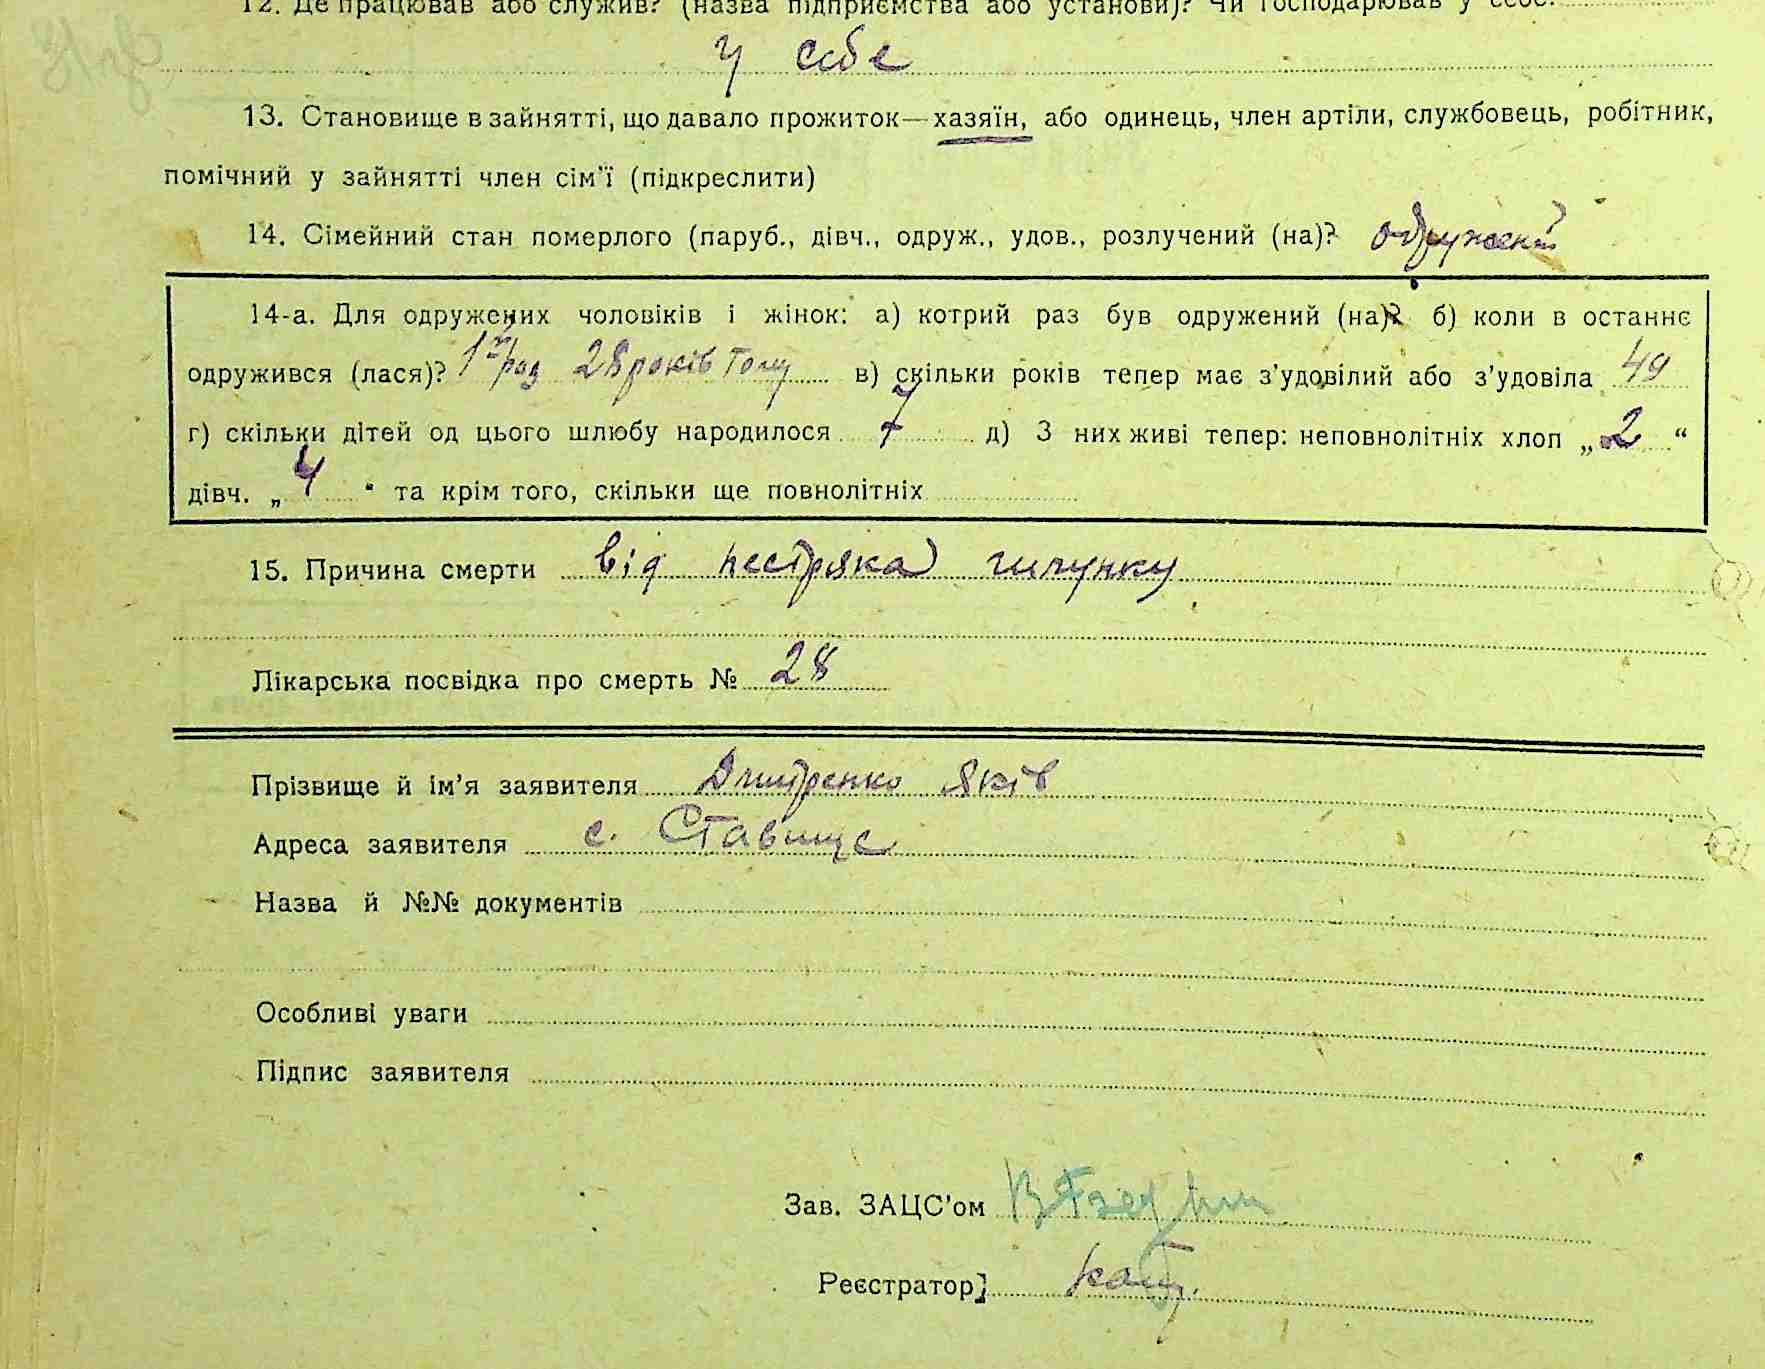 12. Де працював або служив? (назва підприємства або установи)? Чи господарював у себе?
у себе
13. Становище в зайнятті, що давало прожиток—хазяїн, або одинець, член артіли, службовець, робітник,
помічний у зайнятті член сім'ї (підкреслити)
14. Сімейний стан померлого (паруб., дівч., одруж., удов., розлучений (на)? одружений
14-а. Для одружених чоловіків і жінок: а) котрий раз був одружений (на)? б) коли в останнє
одружився (лася)? 1й раз 28 років тому в) скільки років тепер має з'удовілий або з'удовіла 49
г) скільки дітей од цього шлюбу народилося 7 д) З них живі тепер: неповнолітніх хлоп „2“
дівч. „4“ та крім того, скільки ще повнолітніх
15. Причина смерти від пестряка шлунку
Лікарська посвідка про смерть № 28
Прізвище й ім'я заявителя Дмитренко Яків
Адреса заявителя с. Ставище
Назва й №№ документів
Особливі уваги
Підпис заявителя
Зав. ЗАЦС'ом
Реєстратор